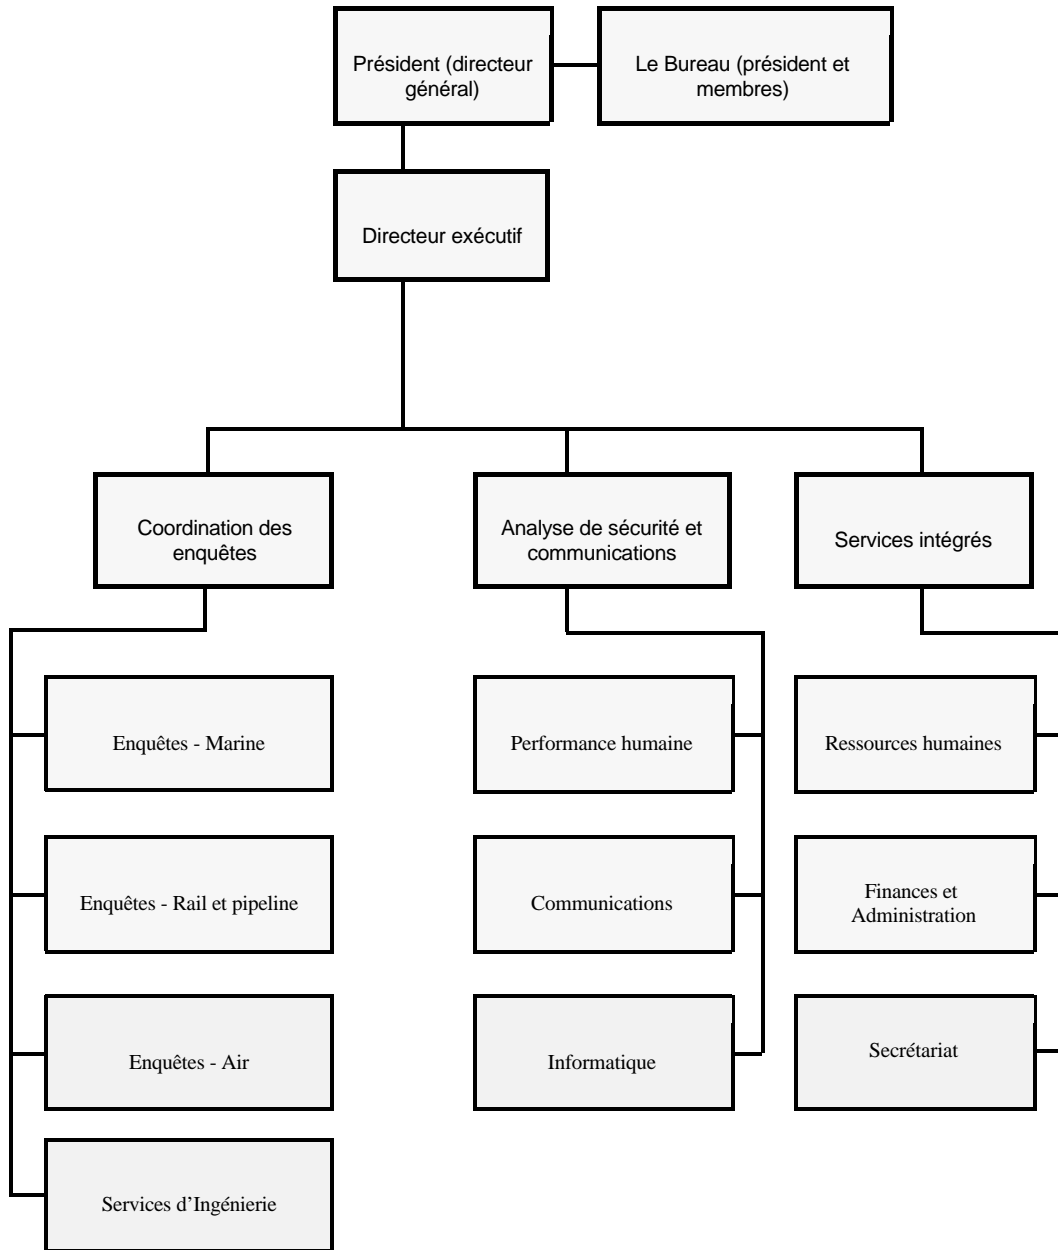 Président (directeur
général)
Le Bureau (président et
membres)
Directeur exécutif
Coordination des
enquêtes
Analyse de sécurité et
communications
Services intégrés
Enquêtes - Marine
Performance humaine
Ressources humaines
Enquêtes - Rail et pipeline
Communications
Finances et
Administration
Enquêtes - Air
Informatique
Secrétariat
Services d’Ingénierie